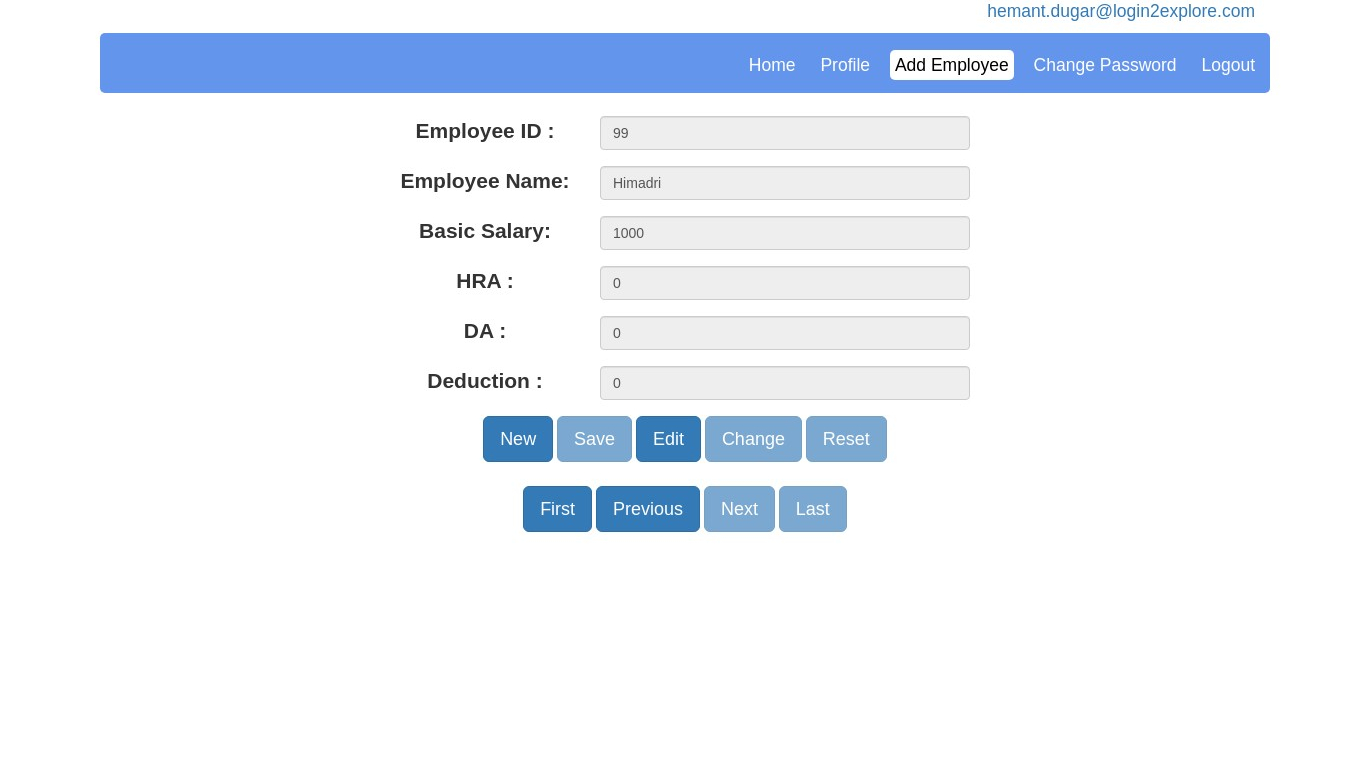 hemant.dugar@login2explore.com
Home Profile Add Employee Change Password Logout
Employee ID : 99
Employee Name: Himadri
Basic Salary: 1000
HRA : 0
DA : 0
Deduction : 0
New Save Edit Change Reset
First Previous Next Last